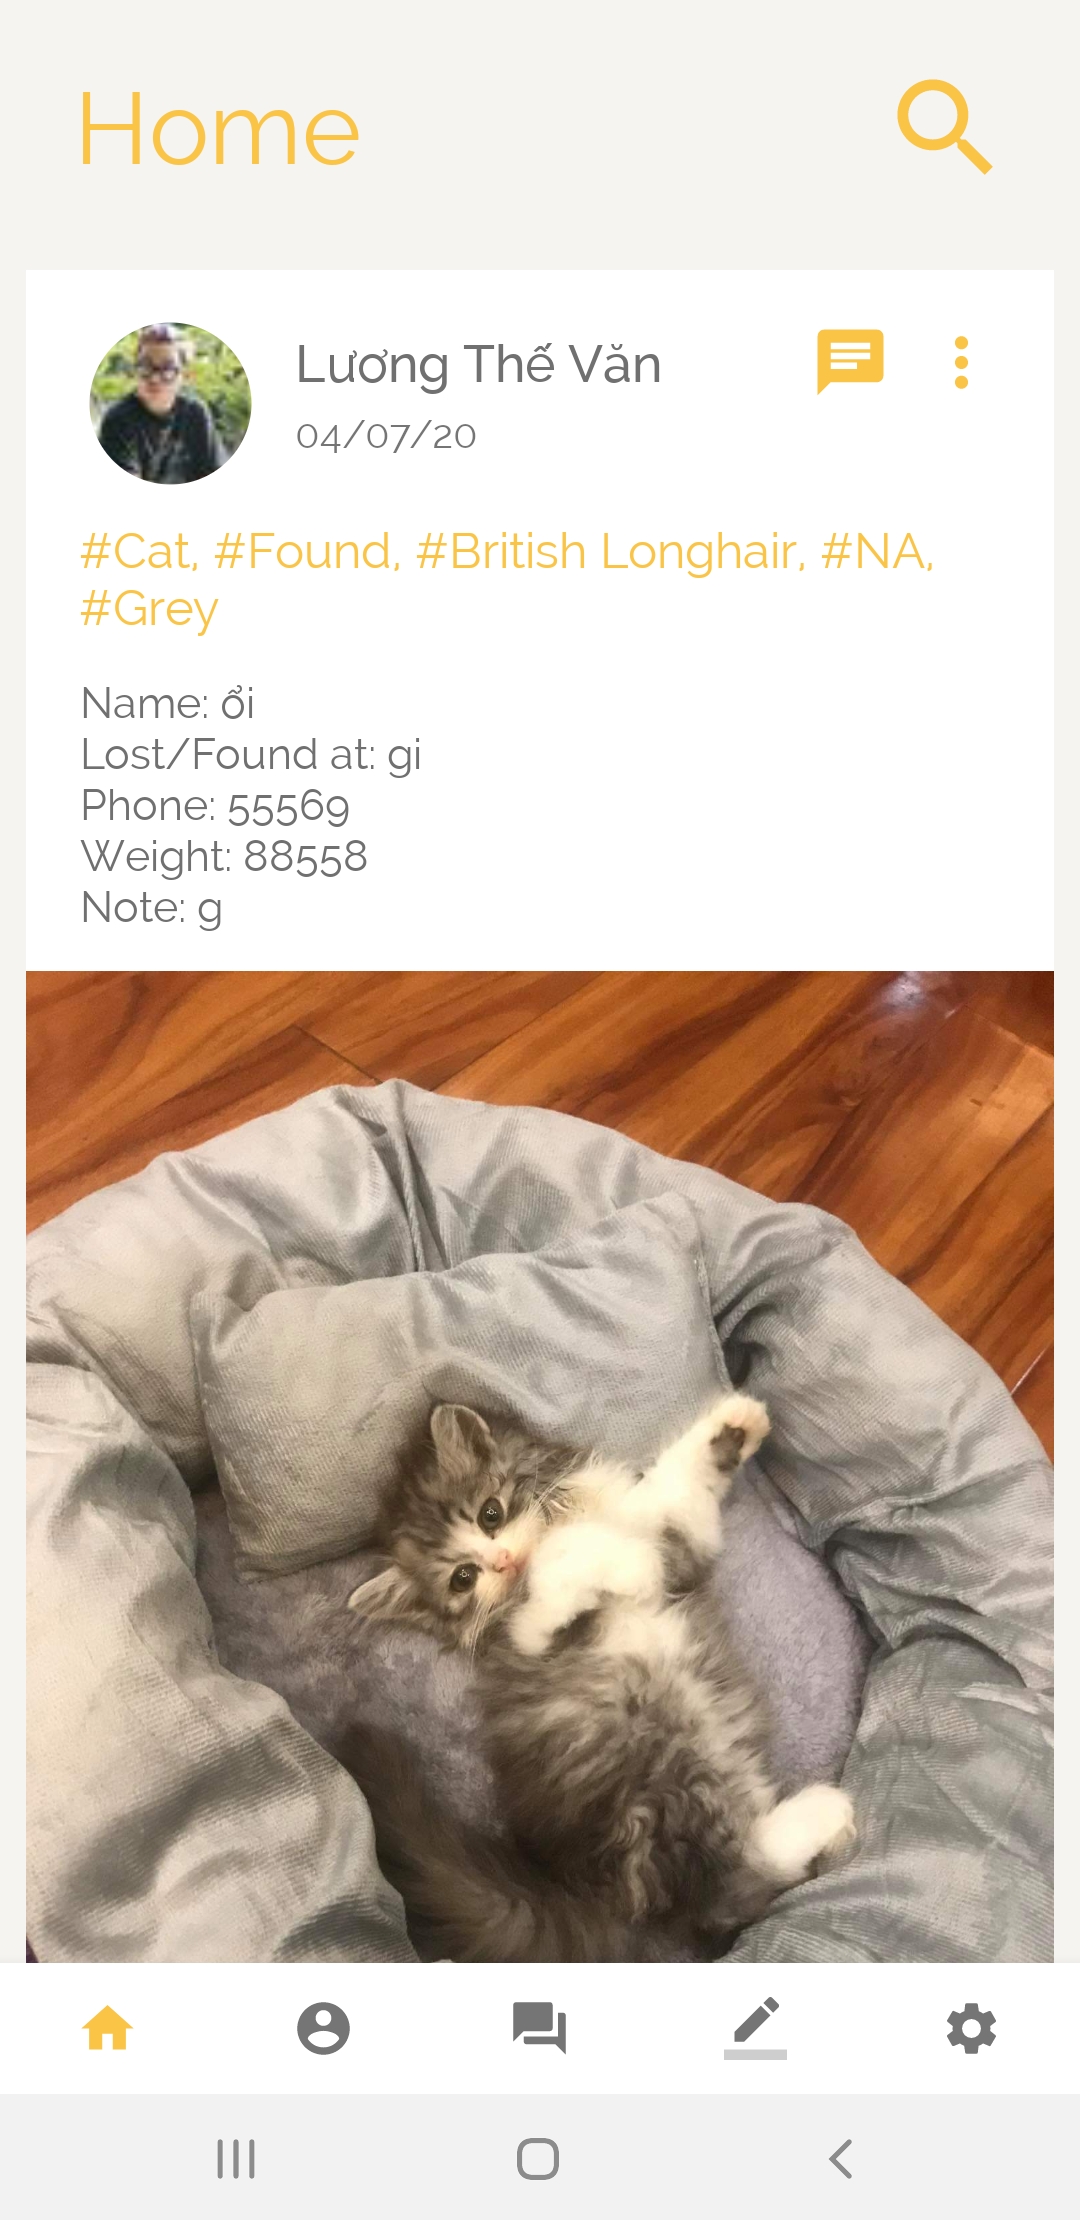 Home
Lương Thế Văn
04/07/20
#Cat, #Found, #British Longhair, #NA,
#Grey
Name: ổi
Lost/Found at: gi
Phone: 55569
Weight: 88558
Note: g